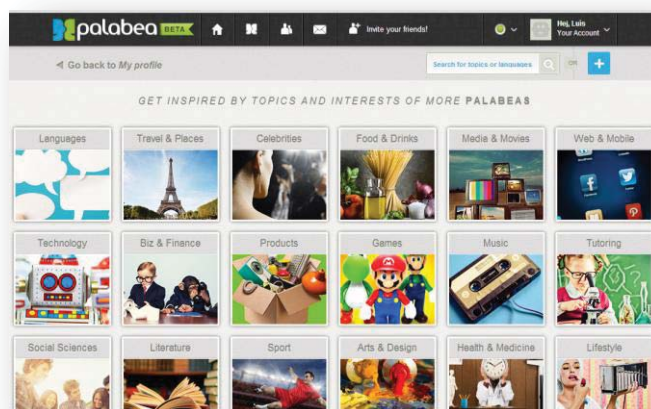 palabea BETA
Invite your friends!
Hej, Luis
Your Account
Go back to My profile
Search for topics or languages
OR
+
GET INSPIRED BY TOPICS AND INTERESTS OF MORE PALABEAS
Languages Travel & Places Celebrities Food & Drinks Media & Movies Web & Mobile
Facebook Twitter
Technology Biz & Finance Products Games Music Tutoring
Social Sciences Literature Sport Arts & Design Health & Medicine Lifestyle